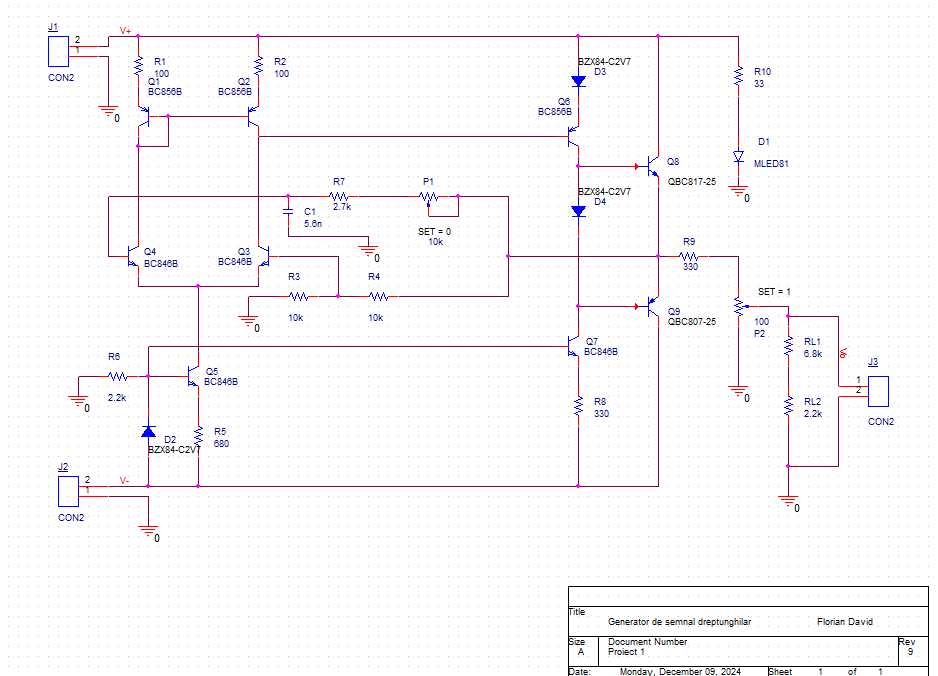 J1
2
1
CON2
V+
0
R1
100
Q1
BC856B
R2
100
Q2
BC856B
BZX84-C2V7
D3
Q6
BC856B
R10
33
D1
MLED81
0
Q8
QBC817-25
BZX84-C2V7
D4
R7
2.7k
P1
SET = 0
10k
C1
5.6n
0
Q4
BC846B
Q3
BC846B
R3
10k
R4
10k
0
R9
330
SET = 1
100
P2
0
Q9
QBC807-25
Q7
BC846B
RL1
6.8k
Vo
J3
1
2
CON2
R6
2.2k
0
Q5
BC846B
R8
330
RL2
2.2k
0
D2
BZX84-C2V7
R5
680
J2
2
1
CON2
V-
0
Title
Generator de semnal dreptunghilar Florian David
Size Document Number Rev
A Proiect 1 9
Date: Monday, December 09, 2024 Sheet 1 of 1